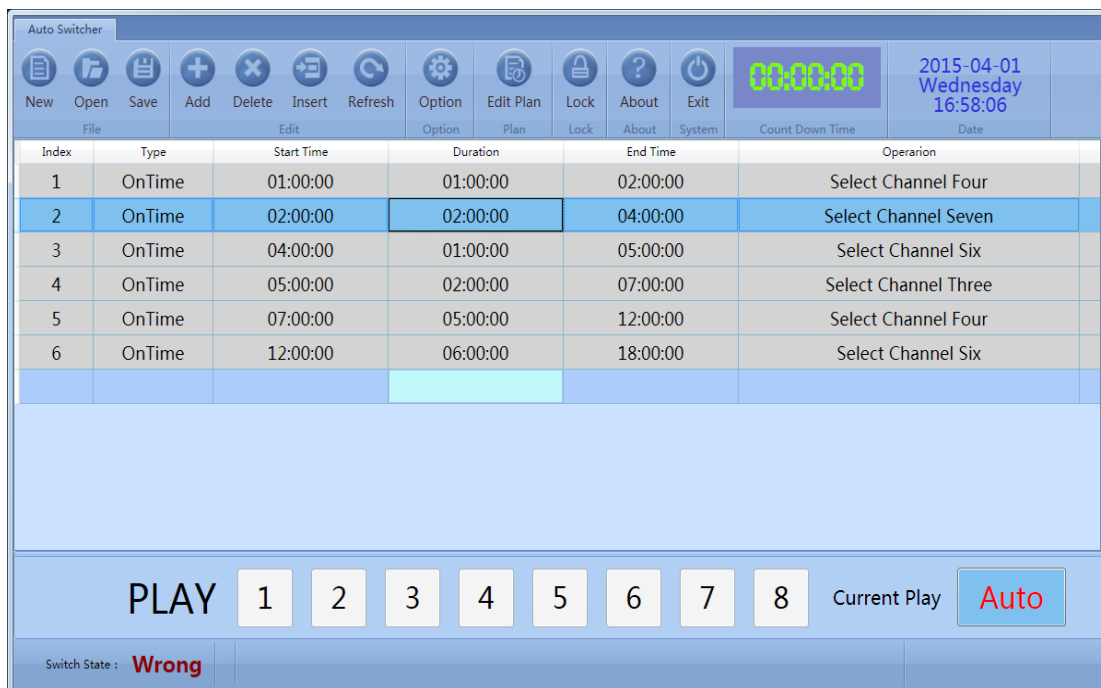 Auto Switcher
New Open Save Add Delete Insert Refresh Option Edit Plan Lock About Exit
00:00:00
2015-04-01
Wednesday
16:58:06
File Edit Option Plan Lock About System Count Down Time Date
Index Type Start Time Duration End Time Operarion
1 OnTime 01:00:00 01:00:00 02:00:00 Select Channel Four
2 OnTime 02:00:00 02:00:00 04:00:00 Select Channel Seven
3 OnTime 04:00:00 01:00:00 05:00:00 Select Channel Six
4 OnTime 05:00:00 02:00:00 07:00:00 Select Channel Three
5 OnTime 07:00:00 05:00:00 12:00:00 Select Channel Four
6 OnTime 12:00:00 06:00:00 18:00:00 Select Channel Six
PLAY 1 2 3 4 5 6 7 8 Current Play Auto
Switch State : Wrong